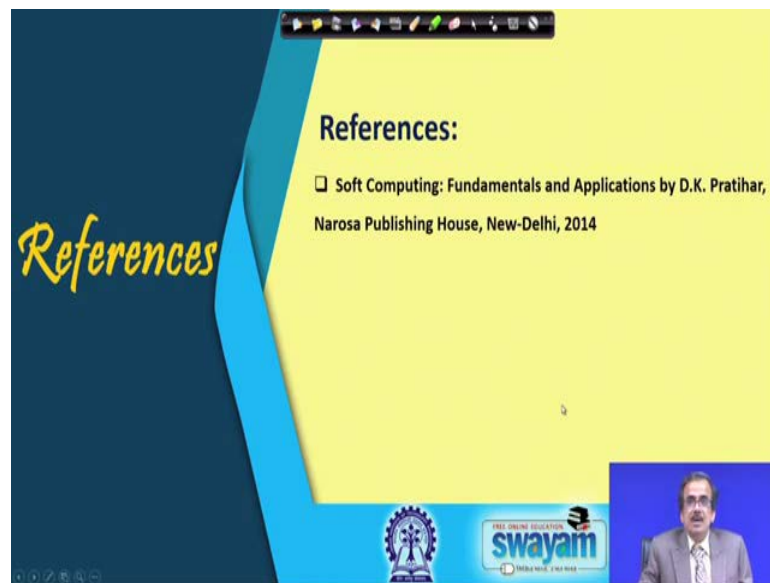 References:
❑ Soft Computing: Fundamentals and Applications by D.K. Pratihar,
Narosa Publishing House, New-Delhi, 2014
References
FREE ONLINE EDUCATION
swayam